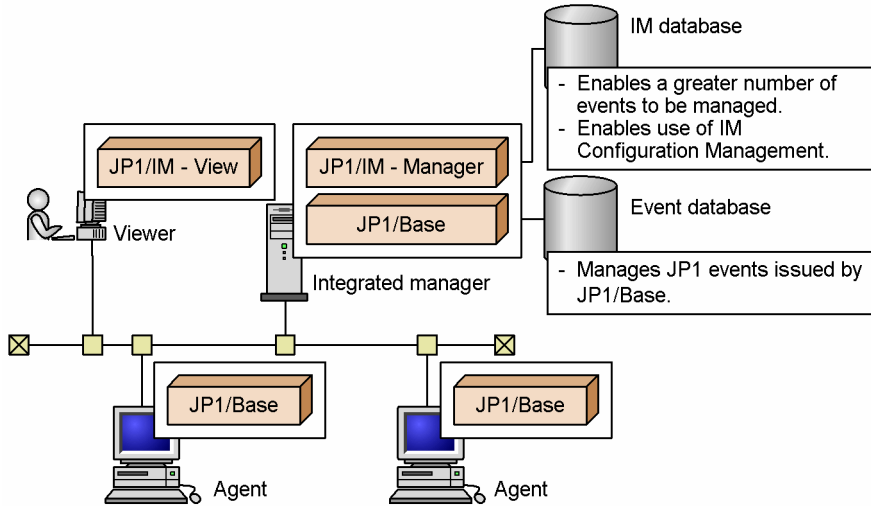 IM database
- Enables a greater number of
events to be managed.
- Enables use of IM
Configuration Management.
JP1/IM - View
JP1/IM - Manager
JP1/Base
Viewer
Integrated manager
Event database
- Manages JP1 events issued by
JP1/Base.
JP1/Base
JP1/Base
Agent
Agent